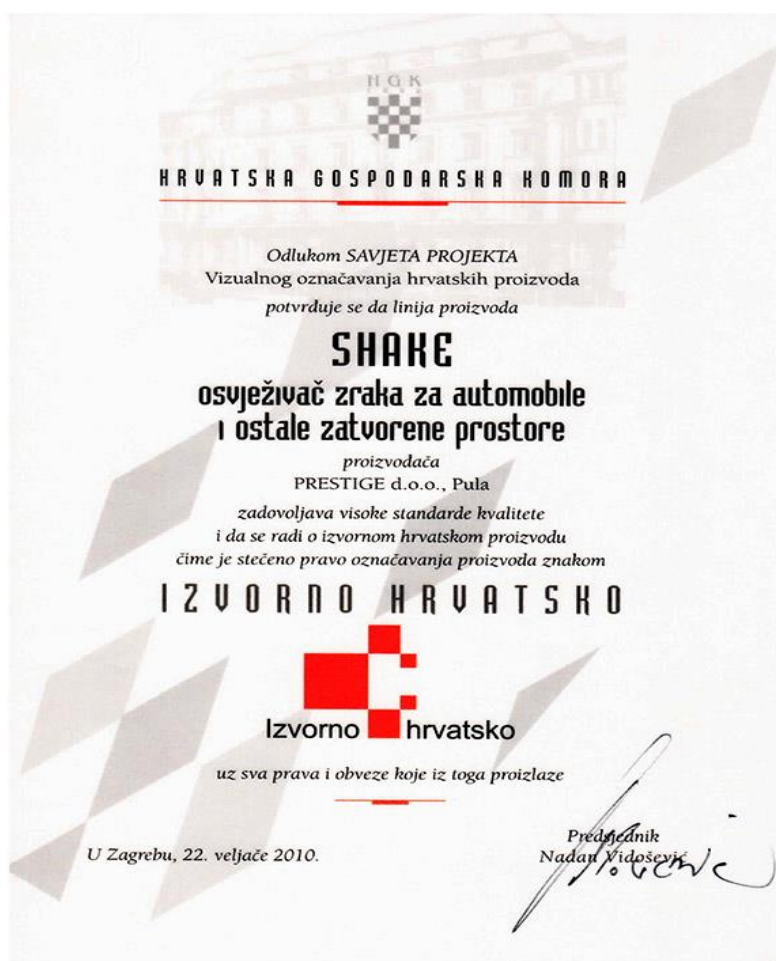 HGK
HRVATSKA GOSPODARSKA KOMORA
Odlukom SAVJETA PROJEKTA
Vizualnog označavanja hrvatskih proizvoda
potvrđuje se da linija proizvoda
SHAKE
osvježivač zraka za automobile
i ostale zatvorene prostore
proizvođača
PRESTIGE d.o.o., Pula
zadovoljava visoke standarde kvalitete
i da se radi o izvornom hrvatskom proizvodu
čime je stečeno pravo označavanja proizvoda znakom
IZVORNO HRVATSKO
Izvorno hrvatsko
uz sva prava i obveze koje iz toga proizlaze
Predsjednik
U Zagrebu, 22. veljače 2010.
Nadan Vidošević